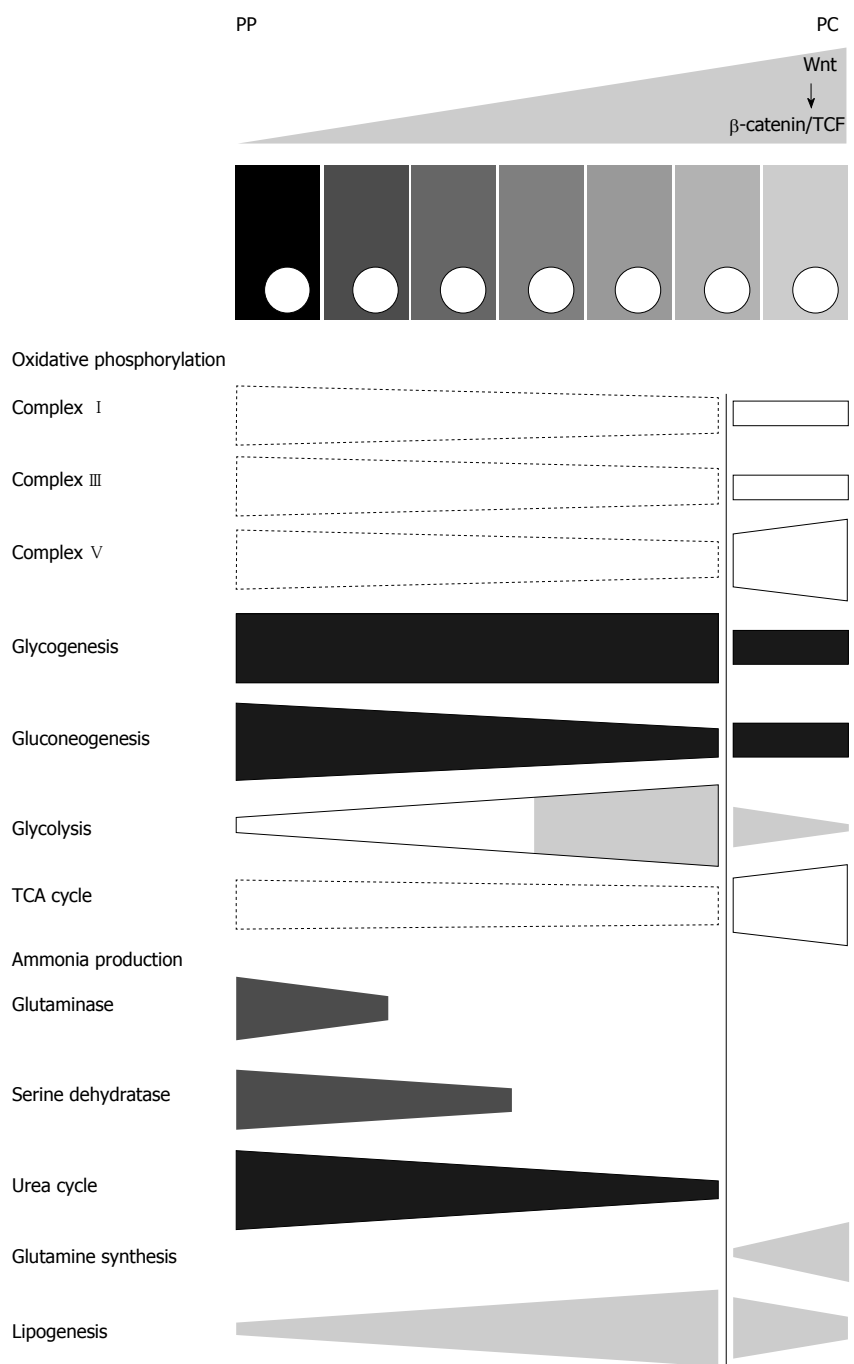 PP PC
Wnt
↓
β-catenin/TCF
Oxidative phosphorylation
Complex Ⅰ
Complex Ⅲ
Complex Ⅴ
Glycogenesis
Gluconeogenesis
Glycolysis
TCA cycle
Ammonia production
Glutaminase
Serine dehydratase
Urea cycle
Glutamine synthesis
Lipogenesis